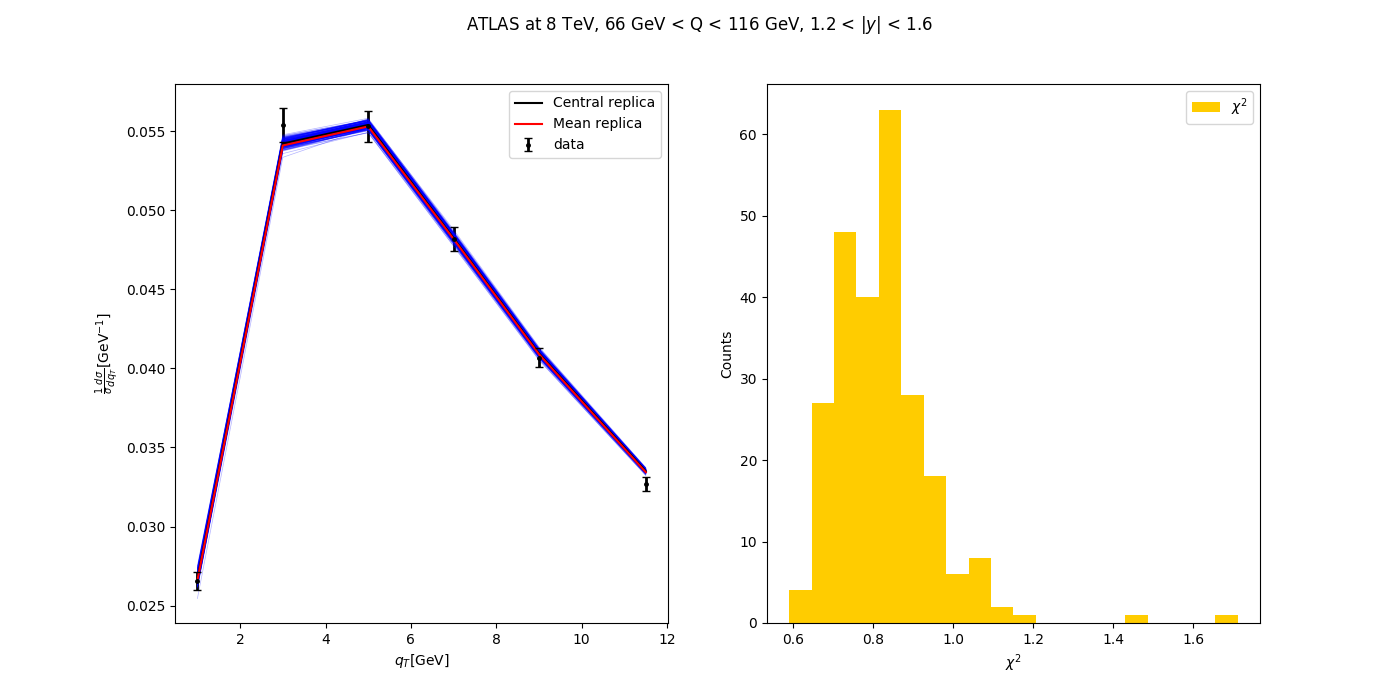 ATLAS at 8 TeV, 66 GeV < Q < 116 GeV, 1.2 < |y| < 1.6
Central replica
Mean replica
data
0.055
0.050
0.045
0.040
0.035
0.030
0.025
1/σ dσ/dq_T [GeV⁻¹]
2 4 6 8 10 12
q_T[GeV]
χ²
60
50
40
30
20
10
0
Counts
0.6 0.8 1.0 1.2 1.4 1.6
χ²